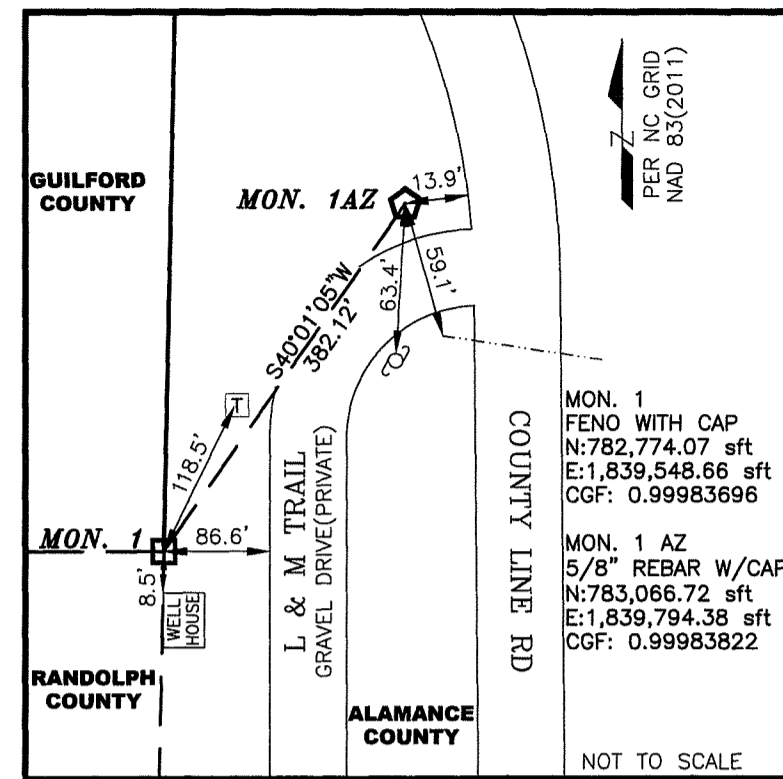 GUILFORD
COUNTY
MON. 1AZ
13.9'
PER NC GRID
NAD 83(2011)
N
63.4'
59.1'
S40°01'05"W
382.12'
T
118.5'
MON. 1
86.6'
8.5'
WELL
HOUSE
L & M TRAIL
GRAVEL DRIVE(PRIVATE)
COUNTY LINE RD
MON. 1
FENO WITH CAP
N:782,774.07 sft
E:1,839,548.66 sft
CGF: 0.99983696
MON. 1 AZ
5/8" REBAR W/CAP
N:783,066.72 sft
E:1,839,794.38 sft
CGF: 0.99983822
RANDOLPH
COUNTY
ALAMANCE
COUNTY
NOT TO SCALE